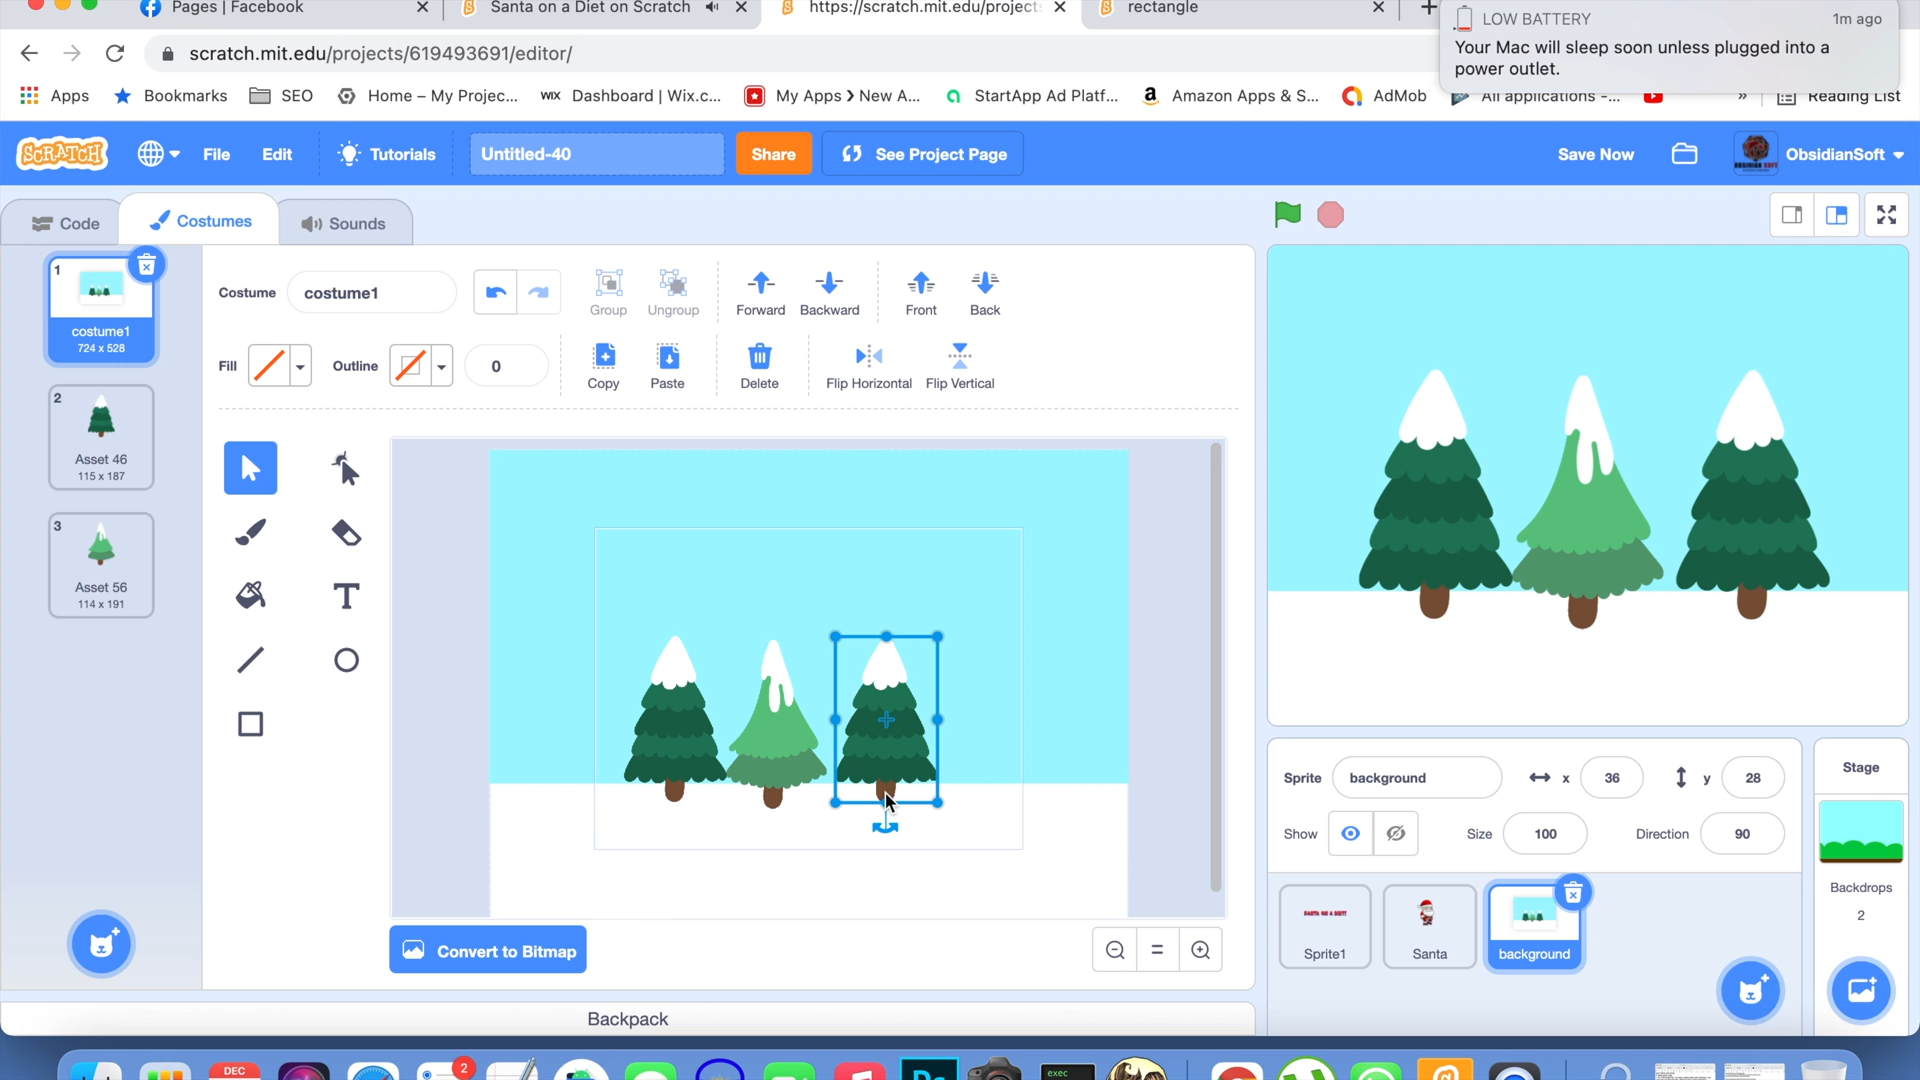 Pages | Facebook
Santa on a Diet on Scratch
https://scratch.mit.edu/project
rectangle
LOW BATTERY
1m ago
Your Mac will sleep soon unless plugged into a
power outlet.
scratch.mit.edu/projects/619493691/editor/
Apps
Bookmarks
SEO
Home – My Projec...
WIX Dashboard | Wix.c...
My Apps › New A...
StartApp Ad Platf...
Amazon Apps & S...
AdMob
All applications -...
»
Reading List
SCRATCH
File
Edit
Tutorials
Untitled-40
Share
See Project Page
Save Now
ObsidianSoft
Code
Costumes
Sounds
1
costume1
724 x 528
2
Asset 46
115 x 187
3
Asset 56
114 x 191
Costume
costume1
Group
Ungroup
Forward
Backward
Front
Back
Fill
Outline
0
Copy
Paste
Delete
Flip Horizontal
Flip Vertical
T
Convert to Bitmap
Backpack
Sprite
background
x
36
y
28
Show
Size
100
Direction
90
Stage
Backdrops
2
SANTA ON A DIET!
Sprite1
Santa
background
DEC
2
exec